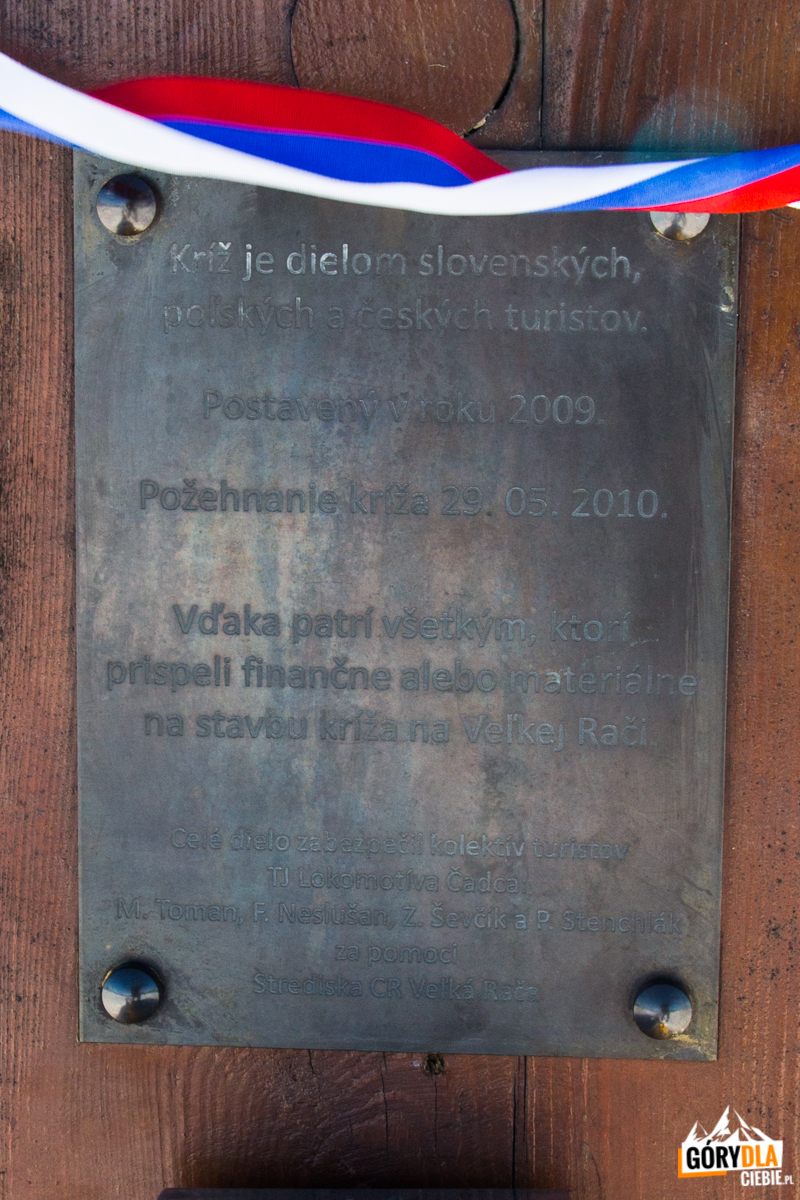 Kríž je dielom slovenských,
poľských a českých turistov.
Postavený v roku 2009.
Požehnanie kríža 29. 05. 2010.
Vďaka patrí všetkým, ktorí
prispeli finančne alebo materiálne
na stavbu kríža na Veľkej Rači.
Celé dielo zabezpečil kolektív turistov
TJ Lokomotíva Čadca:
M. Toman, F. Neslušan, Z. Ševčík a P. Stenchlák
za pomoci
Strediska CR Veľká Rača
GÓRYDLA
CIEBIE.PL